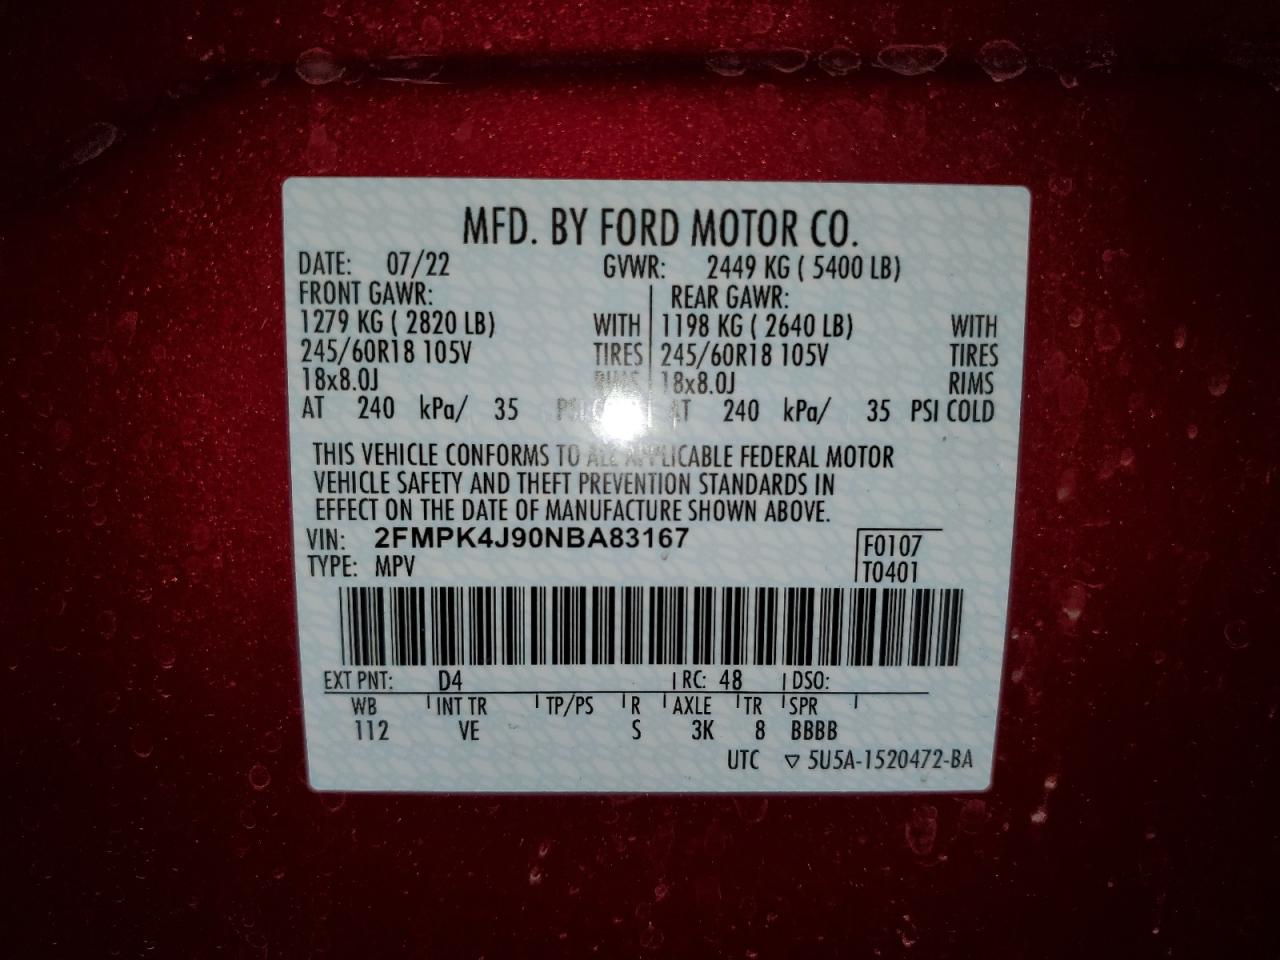 MFD. BY FORD MOTOR CO.
DATE: 07/22 GVWR: 2449 KG ( 5400 LB)
FRONT GAWR: REAR GAWR:
1279 KG ( 2820 LB) WITH 1198 KG ( 2640 LB) WITH
245/60R18 105V TIRES 245/60R18 105V TIRES
18x8.0J RIMS 18x8.0J RIMS
AT 240 kPa/ 35 AT 240 kPa/ 35 PSI COLD
THIS VEHICLE CONFORMS TO ALL APPLICABLE FEDERAL MOTOR
VEHICLE SAFETY AND THEFT PREVENTION STANDARDS IN
EFFECT ON THE DATE OF MANUFACTURE SHOWN ABOVE.
VIN: 2FMPK4J90NBA83167 F0107
TYPE: MPV T0401
EXT PNT: D4 RC: 48 DSO:
WB INT TR TP/PS R AXLE TR SPR
112 VE S 3K 8 BBBB
UTC ▽ 5U5A-1520472-BA